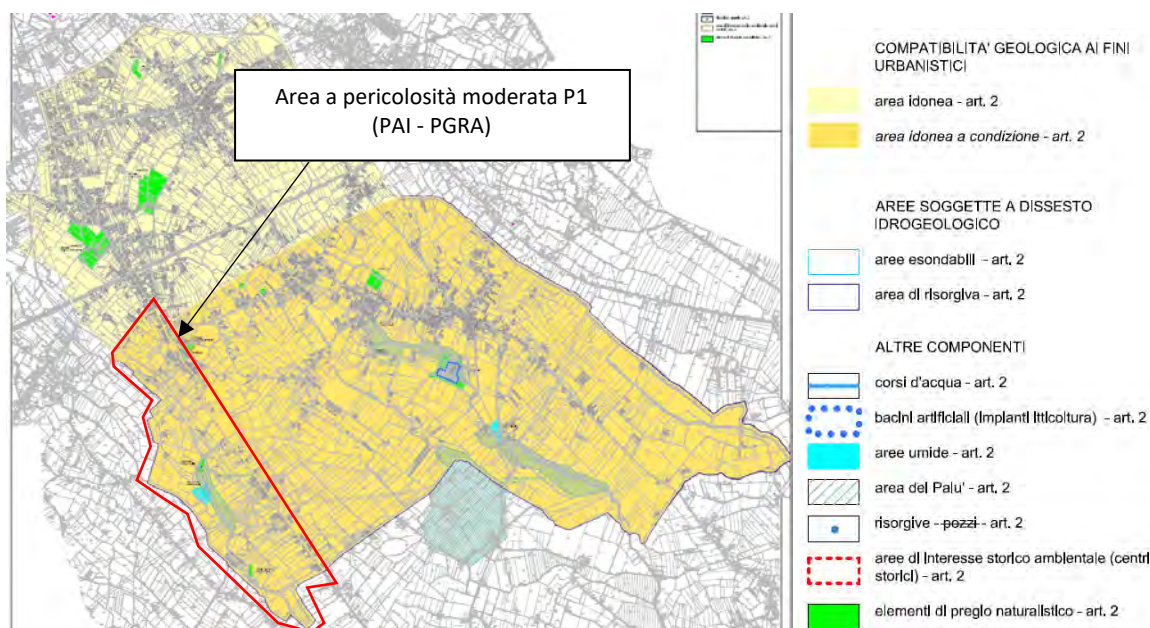 Area a pericolosità moderata P1
(PAI - PGRA)
COMPATIBILITA' GEOLOGICA AI FINI
URBANISTICI
area idonea - art. 2
area idonea a condizione - art. 2
AREE SOGGETTE A DISSESTO
IDROGEOLOGICO
aree esondabili - art. 2
area di risorgiva - art. 2
ALTRE COMPONENTI
corsi d'acqua - art. 2
bacini artificiali (impianti itticoltura) - art. 2
aree umide - art. 2
area del Palu' - art. 2
risorgive - pozzi - art. 2
aree di interesse storico ambientale (centri
storici) - art. 2
elementi di pregio naturalistico - art. 2